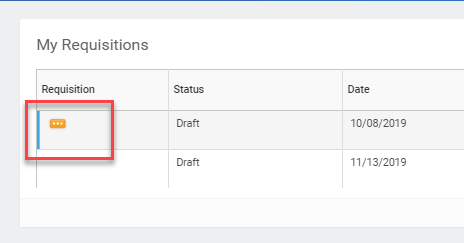 My Requisitions
Requisition Status Date
Draft 10/08/2019
Draft 11/13/2019